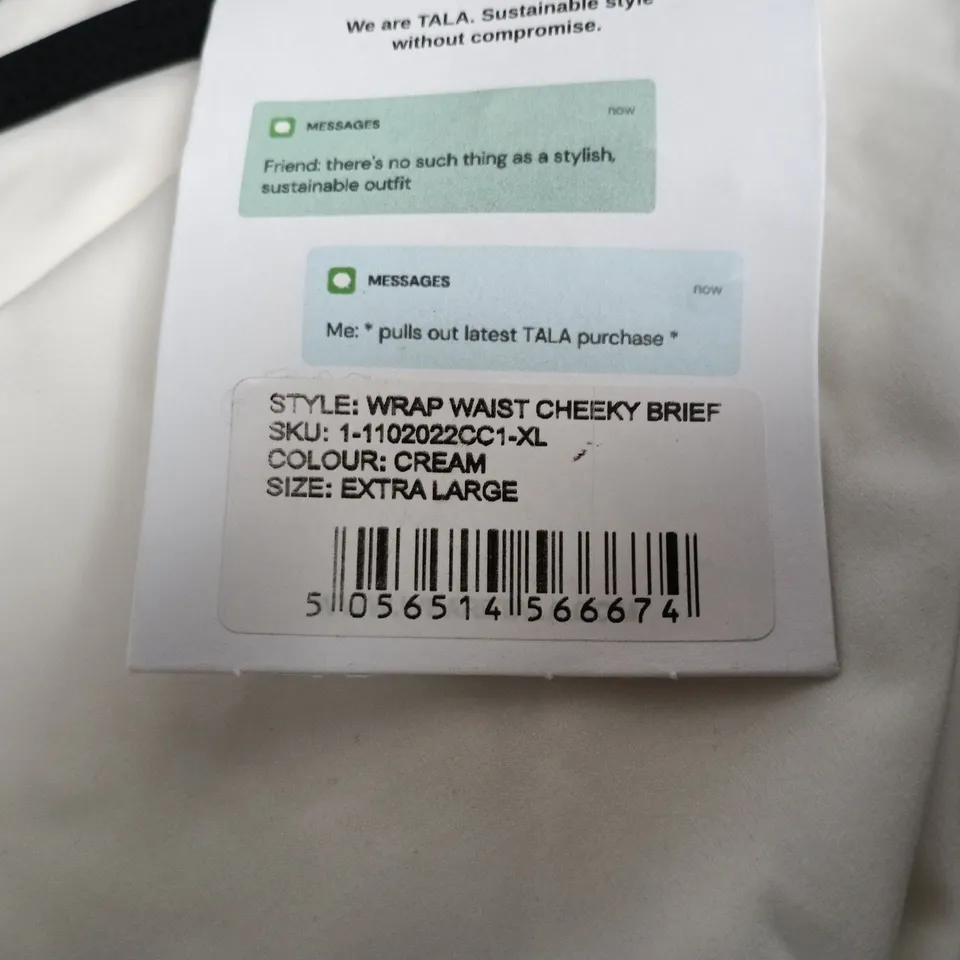 We are TALA. Sustainable style
without compromise.
MESSAGES
now
Friend: there's no such thing as a stylish,
sustainable outfit
MESSAGES
now
Me: * pulls out latest TALA purchase *
STYLE: WRAP WAIST CHEEKY BRIEF
SKU: 1-1102022CC1-XL
COLOUR: CREAM
SIZE: EXTRA LARGE
5 056514 566674